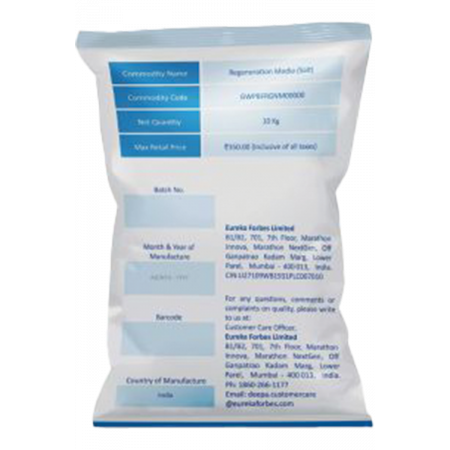 Commodity Name Regeneration Media (Salt)
Commodity Code
Net Quantity 10 Kg
Max Retail Price ₹350.00 (Inclusive of all taxes)
Batch No.
Month & Year of
Manufacture
Barcode
Country of Manufacture
India
Eureka Forbes Limited
B1/B2, 701, 7th Floor, Marathon
Innova, Marathon NextGen, Off
Ganpatrao Kadam Marg, Lower
Parel, Mumbai - 400 013, India.
CIN
For any questions, comments or
complaints on quality, please write
to us at:
Customer Care Officer,
Eureka Forbes Limited
B1/B2, 701, 7th Floor, Marathon
Innova, Marathon NextGen, Off
Ganpatrao Kadam Marg, Lower
Parel, Mumbai - 400 013, India.
Ph: 1860-266-1177
Email: deepa.customercare
@eurekaforbes.com